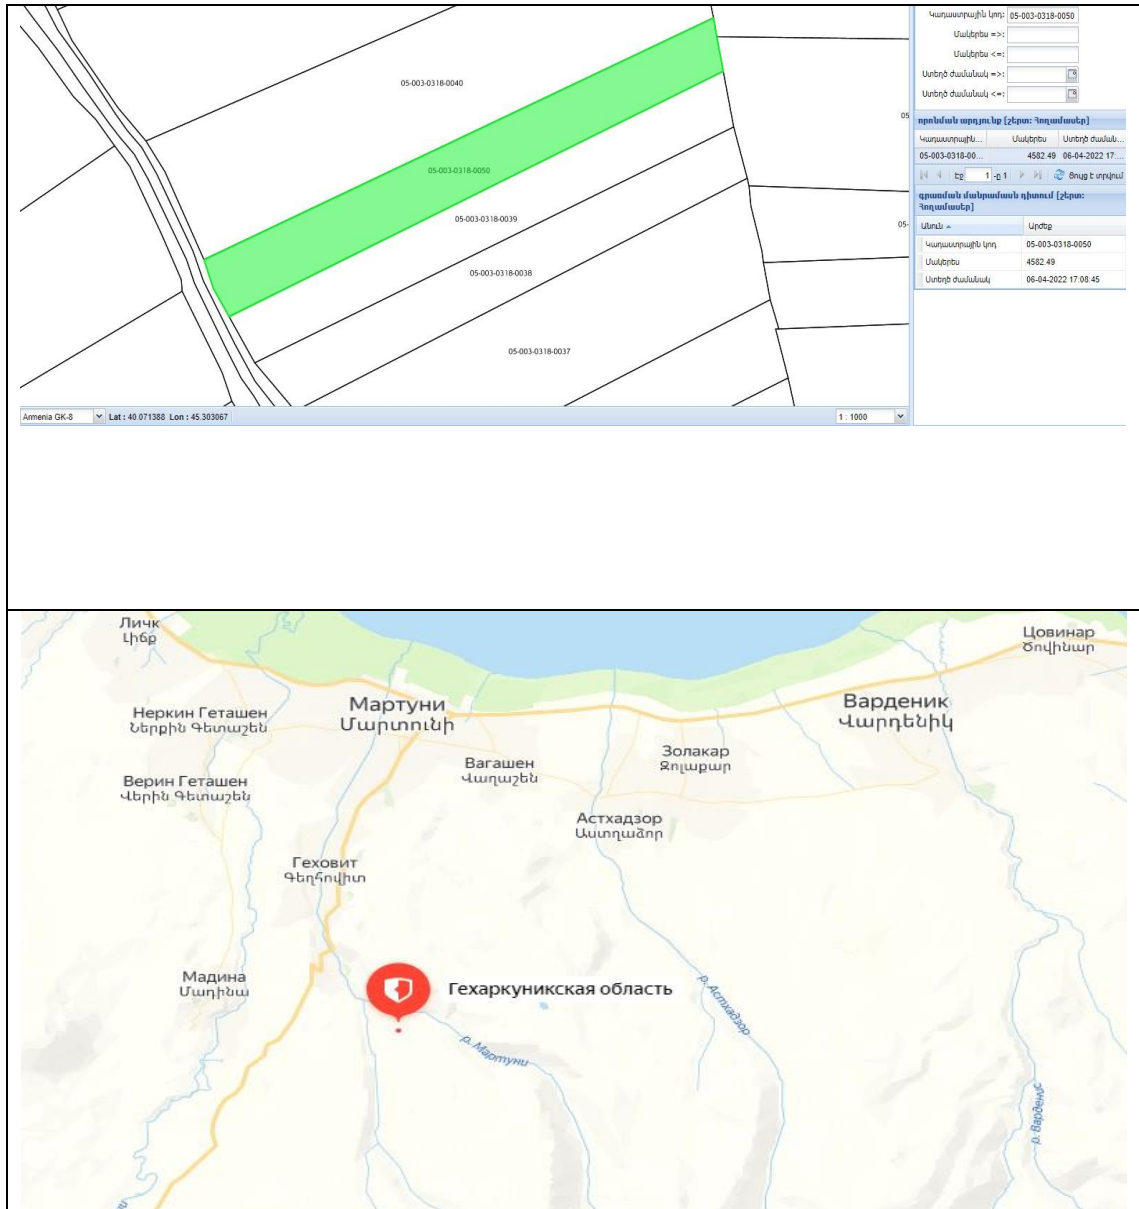 Կադաստրային կոդ: 05-003-0318-0050
Մակերես =>:
Մակերես <=:
Ստեղծ ժամանակ =>:
Ստեղծ ժամանակ <=:
05-003-0318-0040
05
որոնման արդյունք [շերտ: Հողամասեր]
Կադաստրային... Մակերես Ստեղծ ժաման...
05-003-0318-00... 4582.49 06-04-2022 17:...
05-003-0318-0050
Էջ 1 -ը 1 Ցույց է տրվում
գրառման մանրամասն դիտում [շերտ: Հողամասեր]
05-003-0318-0039
05-
Անուն Արժեք
Կադաստրային կոդ 05-003-0318-0050
Մակերես 4582.49
05-003-0318-0038
Ստեղծ ժամանակ 06-04-2022 17:08:45
05-003-0318-0037
Armenia GK-8 Lat : 40.071388 Lon : 45.303067 1 : 1000
Личк
Լիճք
Цовинар
Ծովինար
Мартуни
Մարտունի
Варденик
Վարդենիկ
Неркин Геташен
Ներքին Գետաշեն
Золакар
Զոլաքար
Вагашен
Վաղաշեն
Верин Геташен
Վերին Գետաշեն
Астхадзор
Աստղաձոր
Геховит
Գեղհովիտ
Мадина
Մադինա
Гехаркуникская область
р. Астхадзор
р. Мартуни
р. Варденис